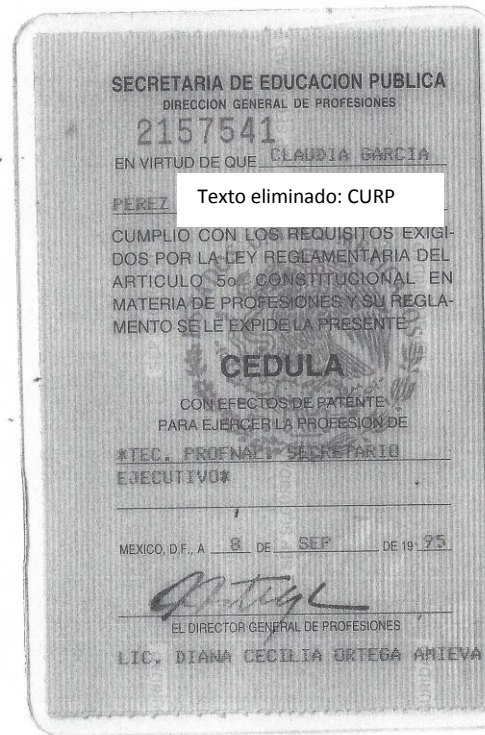 SECRETARIA DE EDUCACION PUBLICA
DIRECCION GENERAL DE PROFESIONES
2157541
EN VIRTUD DE QUE CLAUDIA GARCIA
PEREZ Texto eliminado: CURP
CUMPLIO CON LOS REQUISITOS EXIGI-
DOS POR LA LEY REGLAMENTARIA DEL
ARTICULO 5o. CONSTITUCIONAL EN
MATERIA DE PROFESIONES Y SU REGLA-
MENTO SE LE EXPIDE LA PRESENTE
CEDULA
CON EFECTOS DE PATENTE
PARA EJERCER LA PROFESION DE
*TEC. PROFNAL. SECRETARIO
EJECUTIVO*
MEXICO, D.F., A 8 DE SEP DE 19 95
EL DIRECTOR GENERAL DE PROFESIONES
LIC. DIANA CECILIA ORTEGA AMIEVA